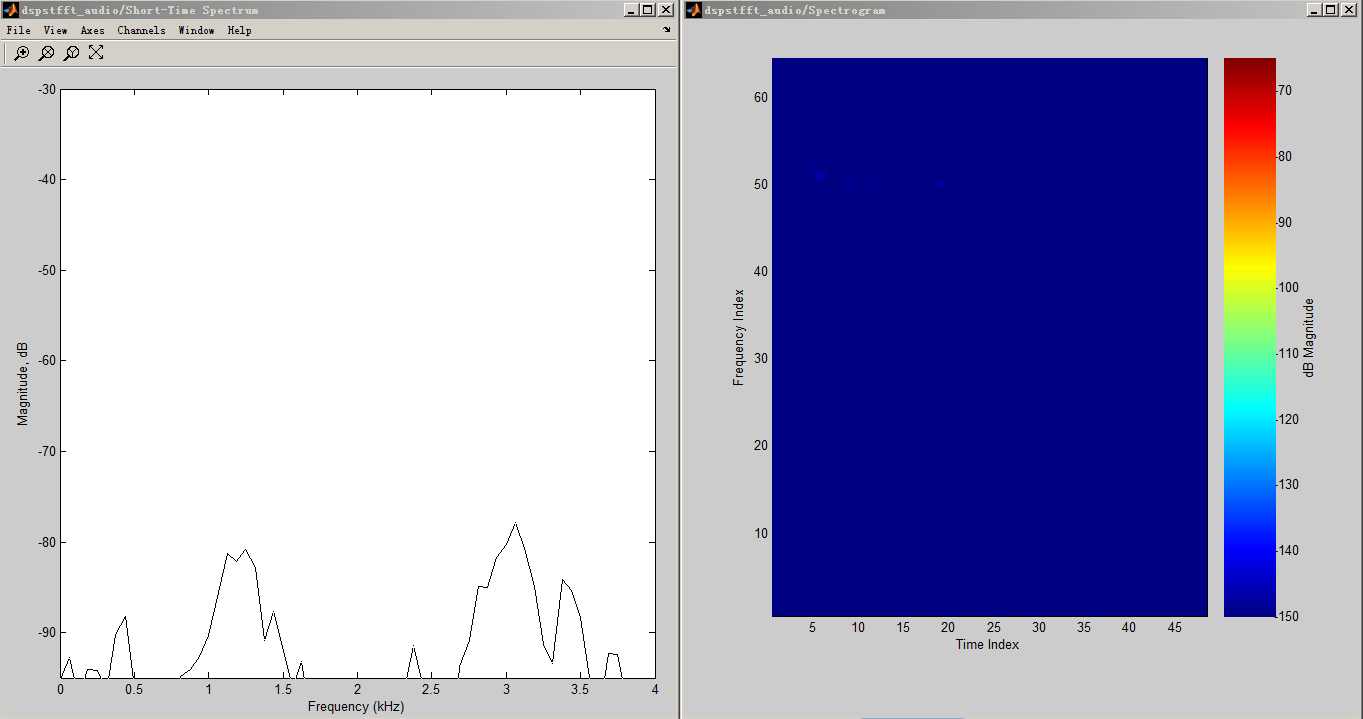 dspstfft_audio/Short-Time Spectrum
File View Axes Channels Window Help
-30
-40
-50
-60
-70
-80
-90
Magnitude, dB
0 0.5 1 1.5 2 2.5 3 3.5 4
Frequency (kHz)
dspstfft_audio/Spectrogram
60
50
40
30
20
10
Frequency Index
5 10 15 20 25 30 35 40 45
Time Index
-70
-80
-90
-100
-110
-120
-130
-140
-150
dB Magnitude